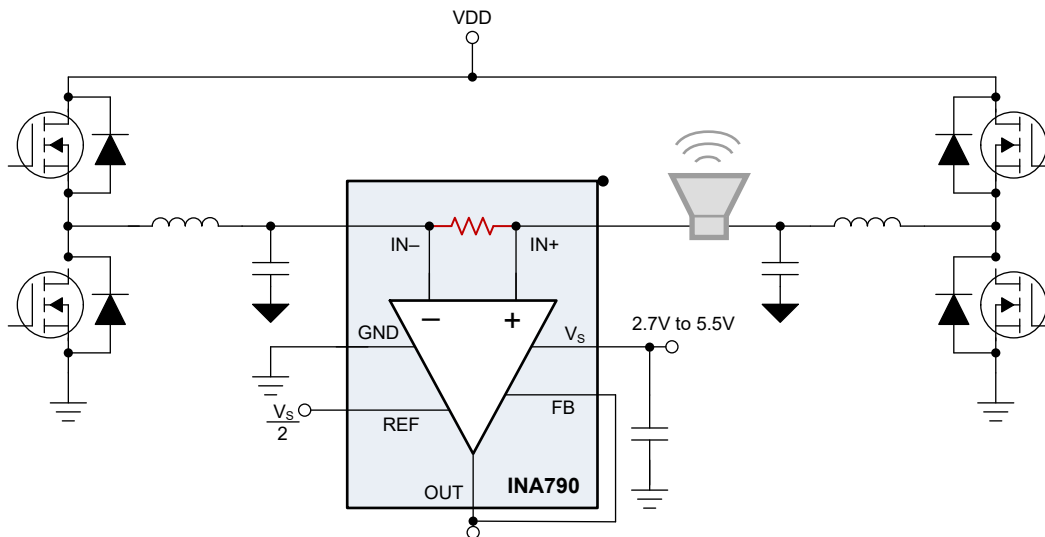 VDD
IN–
IN+
–
+
GND
Vs
2.7V to 5.5V
Vs
2
REF
FB
OUT
INA790